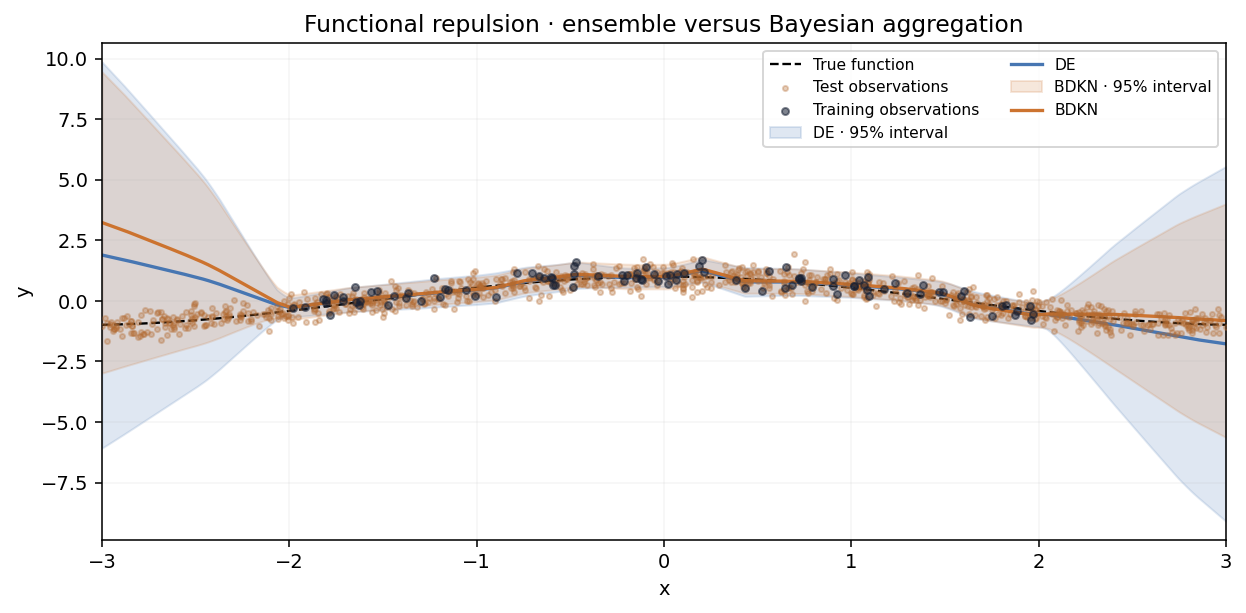 Functional repulsion · ensemble versus Bayesian aggregation
True function
Test observations
Training observations
DE · 95% interval
DE
BDKN · 95% interval
BDKN
y
10.0
7.5
5.0
2.5
0.0
−2.5
−5.0
−7.5
−3 −2 −1 0 1 2 3
x